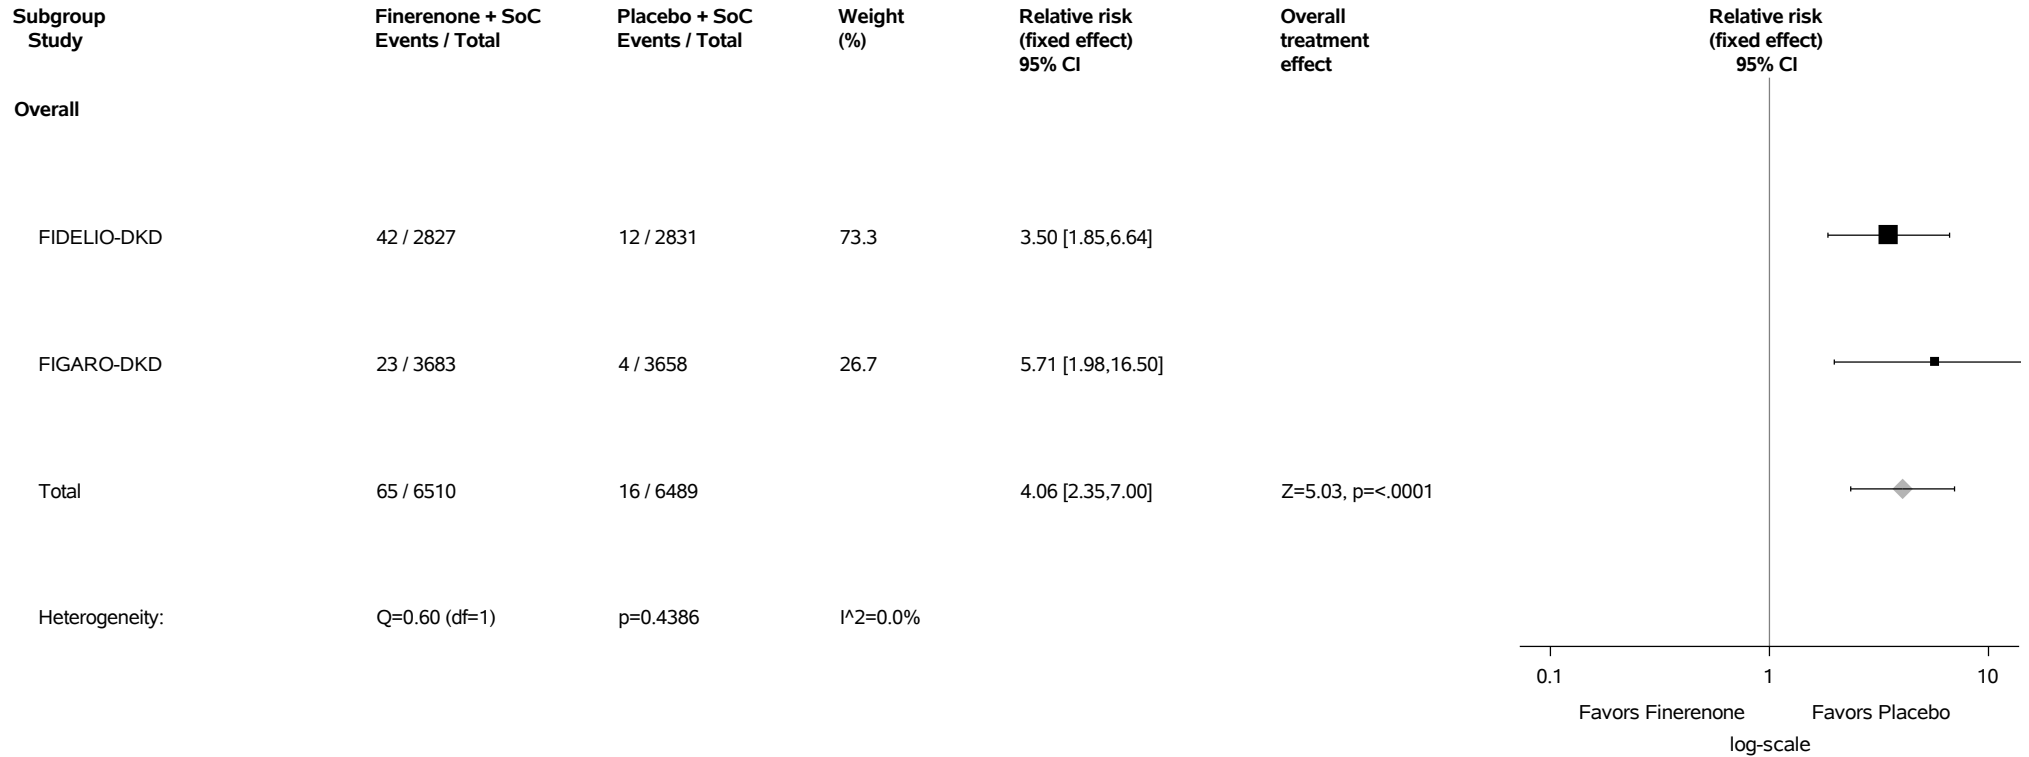 Subgroup Finerenone + SoC Placebo + SoC Weight Relative risk Overall Relative risk
Study Events / Total Events / Total (%) (fixed effect) treatment (fixed effect)
95% CI effect 95% CI
Overall
FIDELIO-DKD 42 / 2827 12 / 2831 73.3 3.50 [1.85,6.64]
FIGARO-DKD 23 / 3683 4 / 3658 26.7 5.71 [1.98,16.50]
Total 65 / 6510 16 / 6489 4.06 [2.35,7.00] Z=5.03, p=<.0001
Heterogeneity: Q=0.60 (df=1) p=0.4386 I^2=0.0%
0.1 1 10
Favors Finerenone Favors Placebo
log-scale